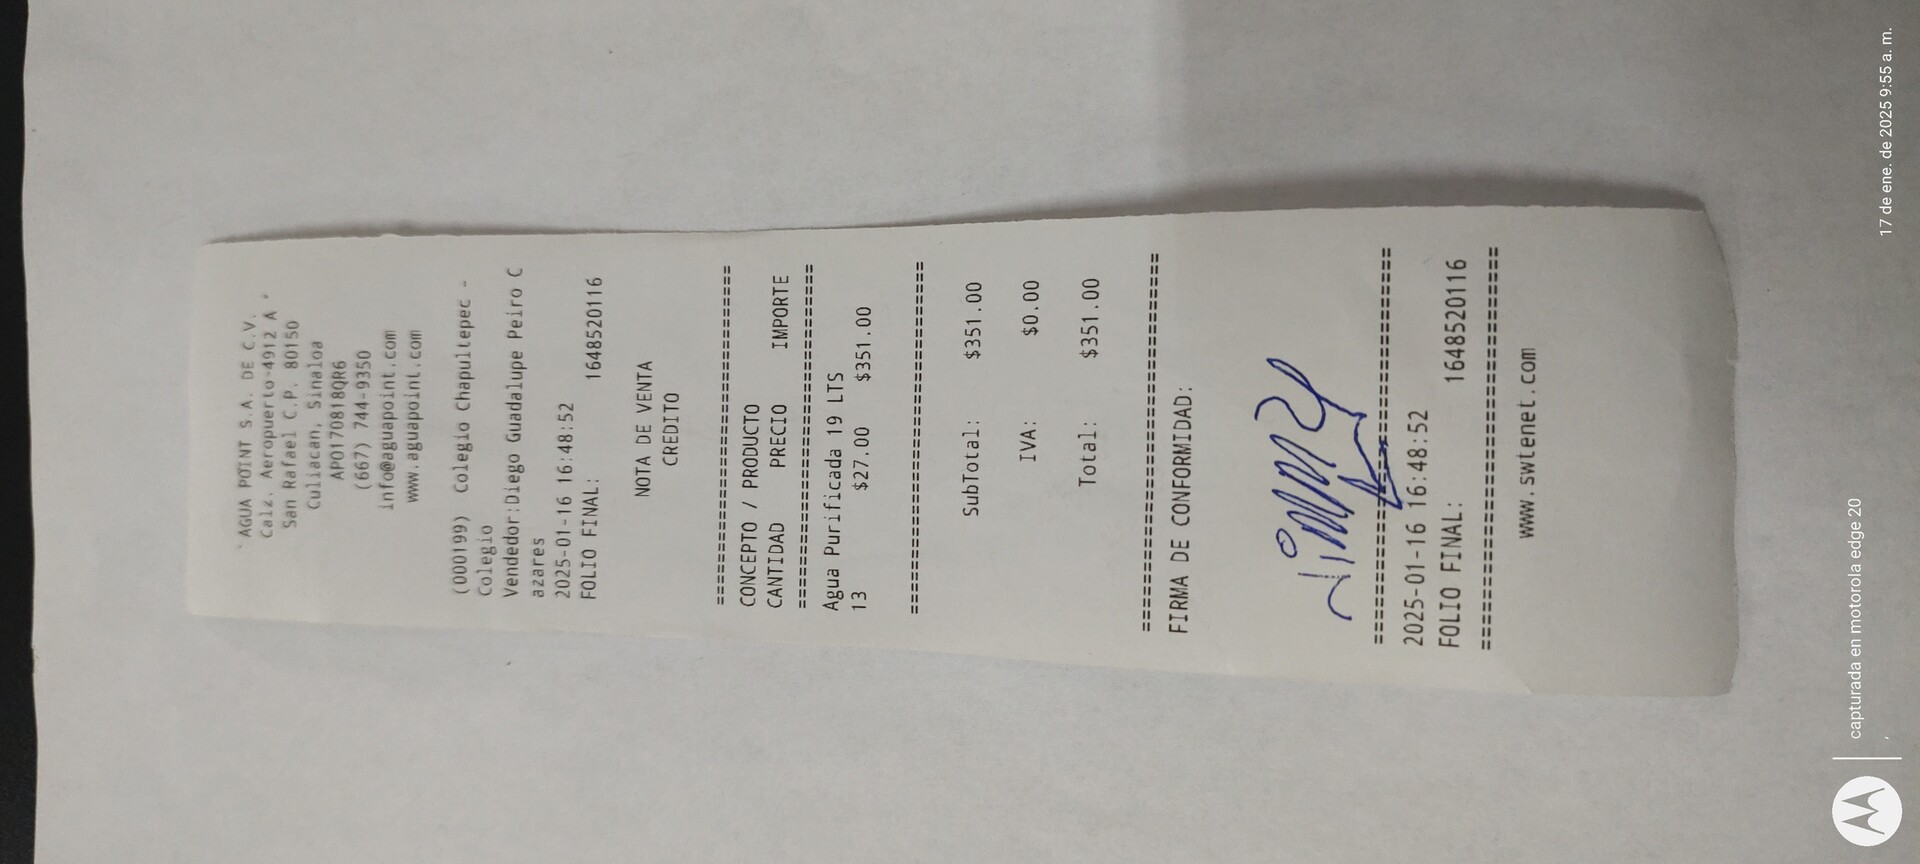 AGUA POINT S.A. DE C.V.
Calz. Aeropuerto-4912 A
San Rafael C.P. 80150
Culiacan, Sinaloa
APO170818QR6
(667) 744-9350
info@aguapoint.com
www.aguapoint.com
(000199) Colegio Chapultepec -
Colegio
Vendedor:Diego Guadalupe Peiro C
azares
2025-01-16 16:48:52
FOLIO FINAL: 1648520116
NOTA DE VENTA
CREDITO
================================
CONCEPTO / PRODUCTO
CANTIDAD PRECIO IMPORTE
================================
Agua Purificada 19 LTS
13 $27.00 $351.00
================================
SubTotal: $351.00
IVA: $0.00
Total: $351.00
================================
FIRMA DE CONFORMIDAD:
================================
2025-01-16 16:48:52
FOLIO FINAL: 1648520116
================================
www.swtenet.com
capturada en motorola edge 20
17 de ene. de 2025 9:55 a. m.